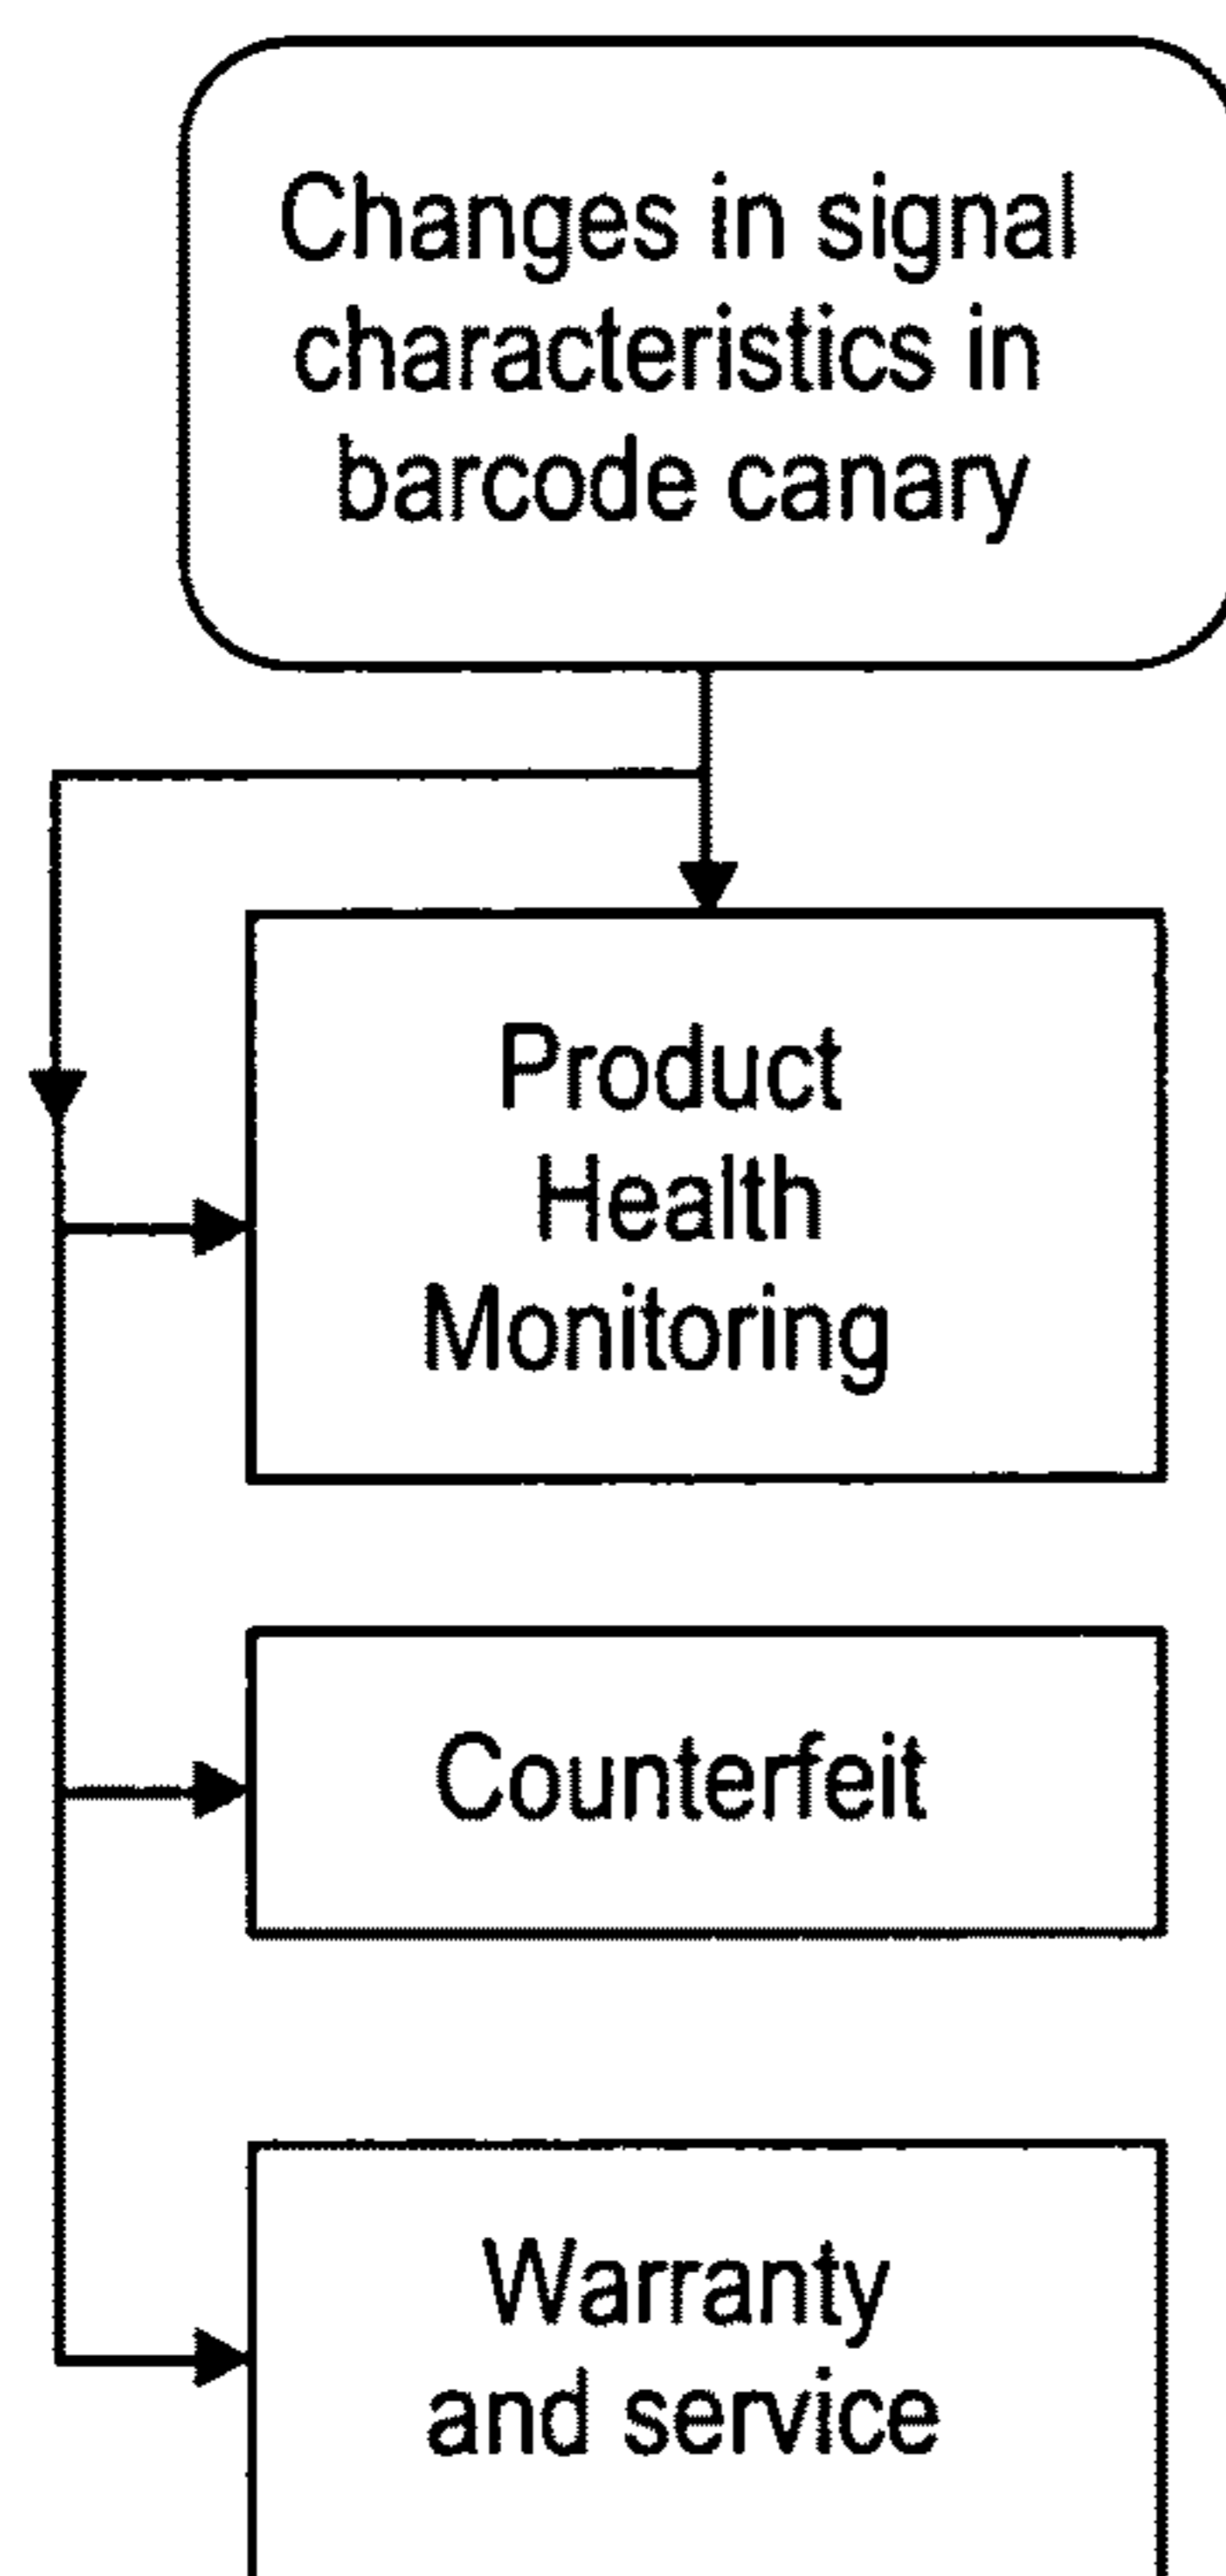 Changes in signal
characteristics in
barcode canary
Product
Health
Monitoring
Counterfeit
Warranty
and service